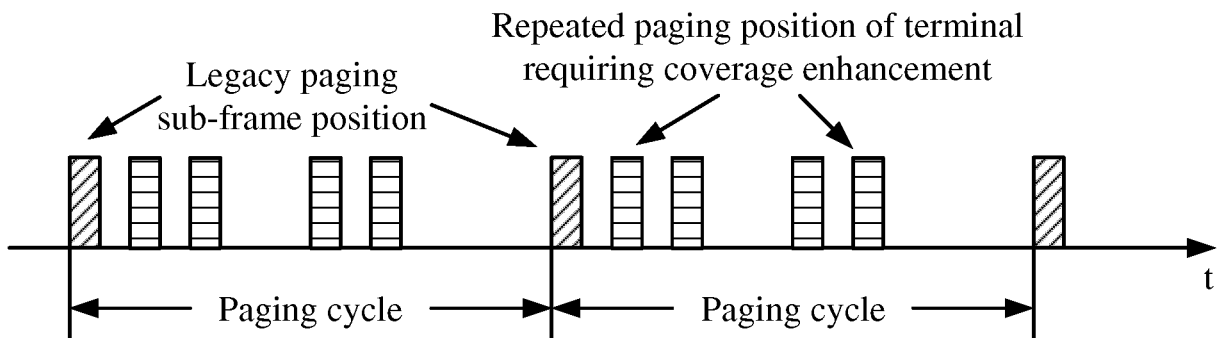 Repeated paging position of terminal
requiring coverage enhancement
Legacy paging
sub-frame position
t
Paging cycle
Paging cycle